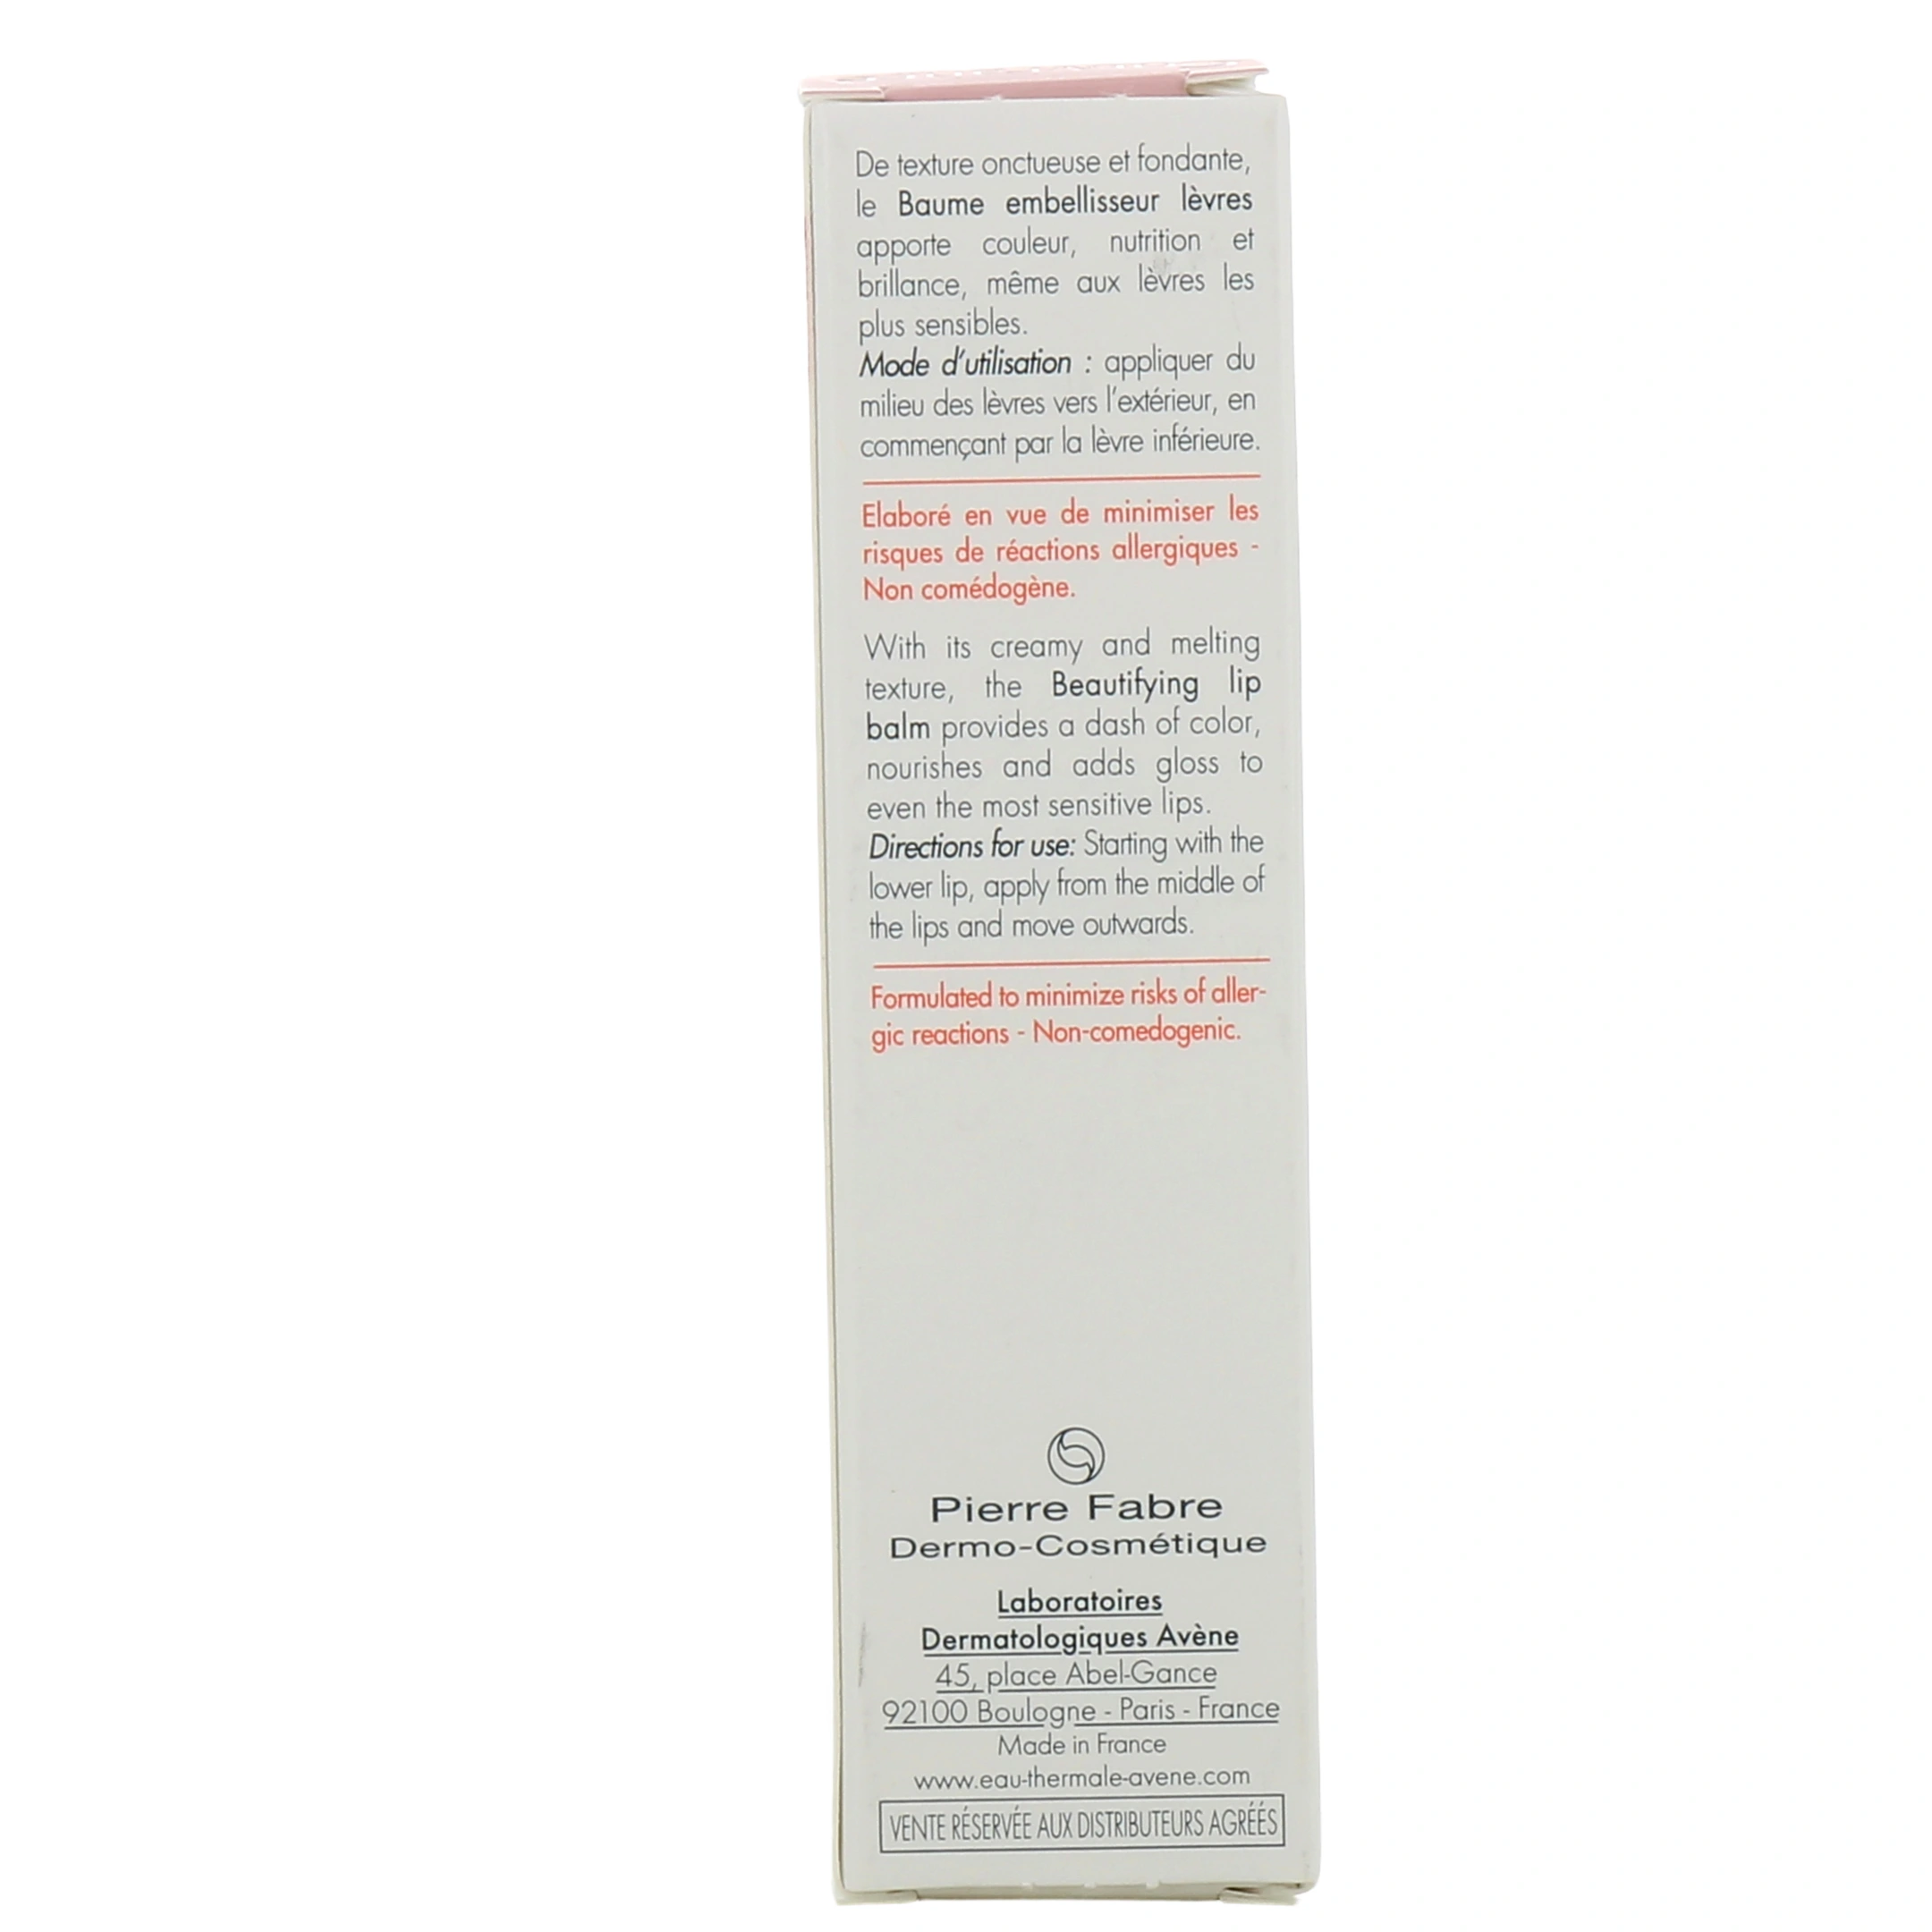 De texture onctueuse et fondante,
le Baume embellisseur lèvres
apporte couleur, nutrition et
brillance, même aux lèvres les
plus sensibles.
Mode d'utilisation : appliquer du
milieu des lèvres vers l'extérieur, en
commençant par la lèvre inférieure.
Elaboré en vue de minimiser les
risques de réactions allergiques -
Non comédogène.
With its creamy and melting
texture, the Beautifying lip
balm provides a dash of color,
nourishes and adds gloss to
even the most sensitive lips.
Directions for use: Starting with the
lower lip, apply from the middle of
the lips and move outwards.
Formulated to minimize risks of aller-
gic reactions - Non-comedogenic.
Pierre Fabre
Dermo-Cosmétique
Laboratoires
Dermatologiques Avène
45, place Abel-Gance
92100 Boulogne - Paris - France
Made in France
www.eau-thermale-avene.com
VENTE RÉSERVÉE AUX DISTRIBUTEURS AGRÉÉS